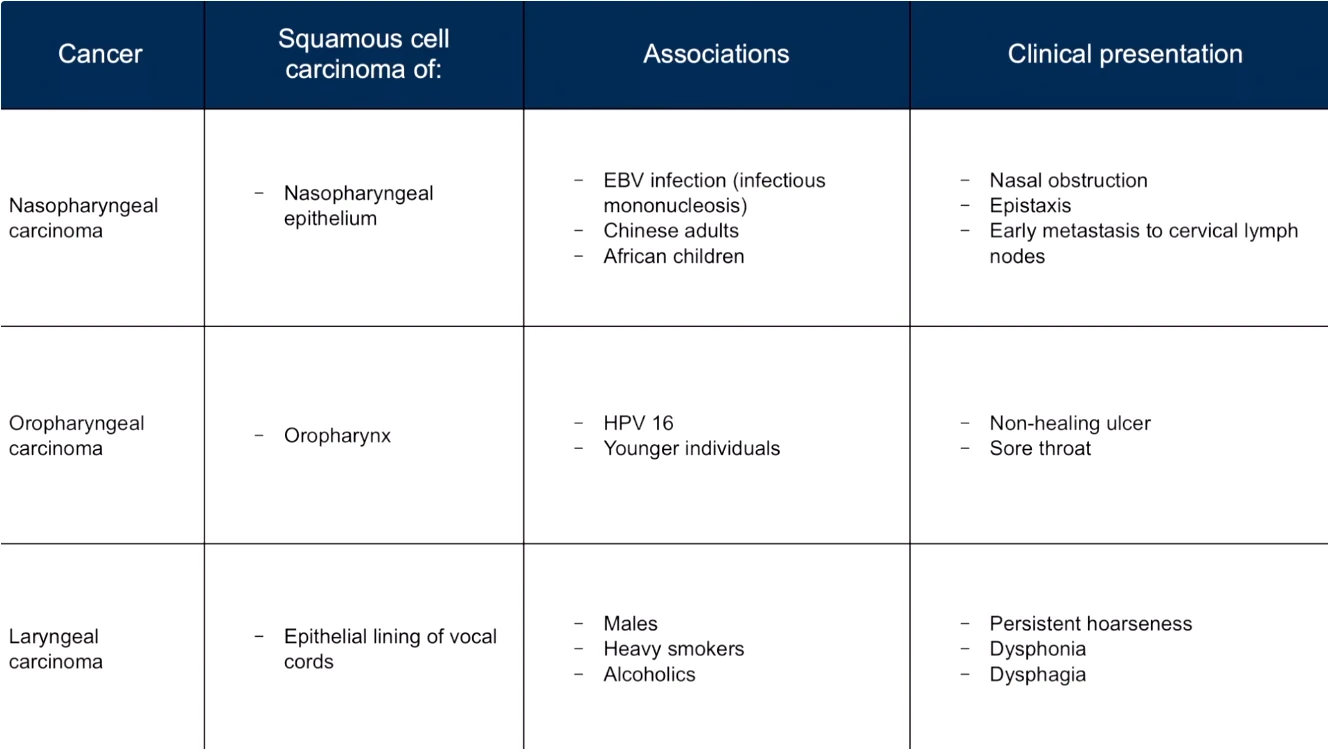 Cancer
Squamous cell
carcinoma of:
Associations
Clinical presentation
Nasopharyngeal
carcinoma
– Nasopharyngeal
epithelium
– EBV infection (infectious
mononucleosis)
– Chinese adults
– African children
– Nasal obstruction
– Epistaxis
– Early metastasis to cervical lymph
nodes
Oropharyngeal
carcinoma
– Oropharynx
– HPV 16
– Younger individuals
– Non-healing ulcer
– Sore throat
Laryngeal
carcinoma
– Epithelial lining of vocal
cords
– Males
– Heavy smokers
– Alcoholics
– Persistent hoarseness
– Dysphonia
– Dysphagia